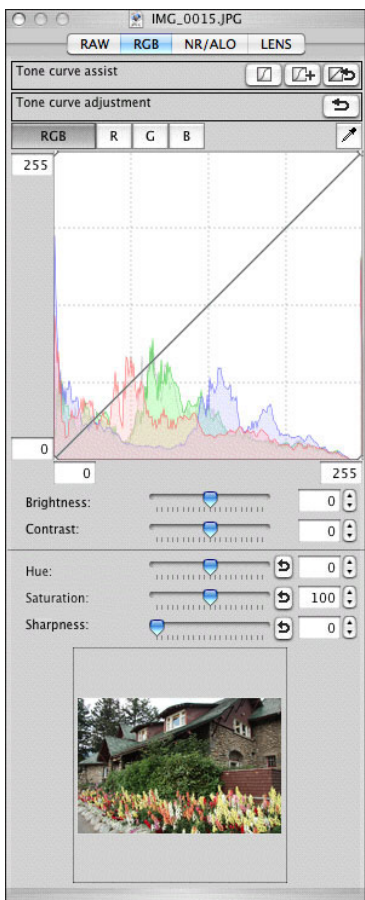 IMG_0015.JPG
RAW RGB NR/ALO LENS
Tone curve assist
Tone curve adjustment
RGB R G B
255
0
0 255
Brightness: 0
Contrast: 0
Hue: 0
Saturation: 100
Sharpness: 0